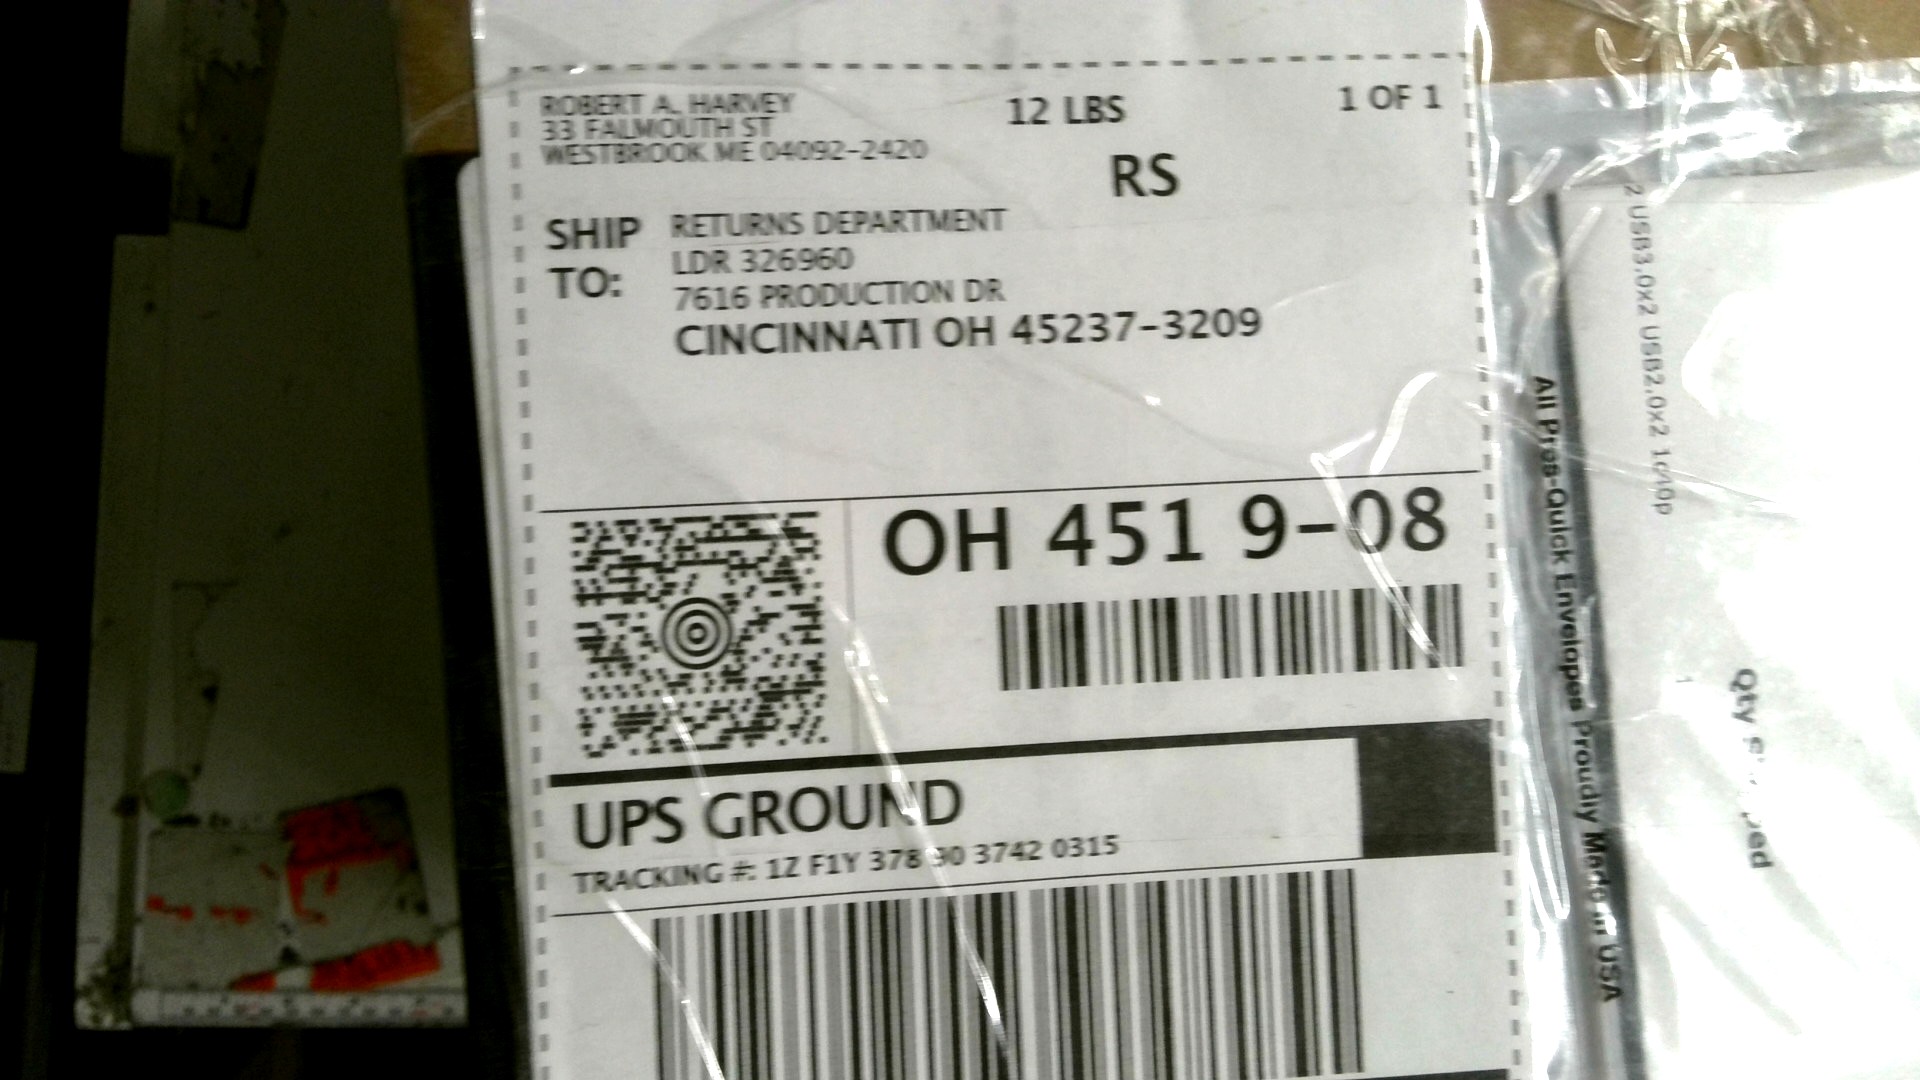 ROBERT A. HARVEY
33 FALMOUTH ST
WESTBROOK ME 04092-2420
12 LBS
1 OF 1
RS
SHIP TO:
RETURNS DEPARTMENT
LDR 326960
7616 PRODUCTION DR
CINCINNATI OH 45237-3209
OH 451 9-08
UPS GROUND
TRACKING #: 1Z F1Y 378 90 3742 0315
2 USB3.0x2 USB2.0x2
All Pros-Quick Envelopes Proudly Made in USA
Qty